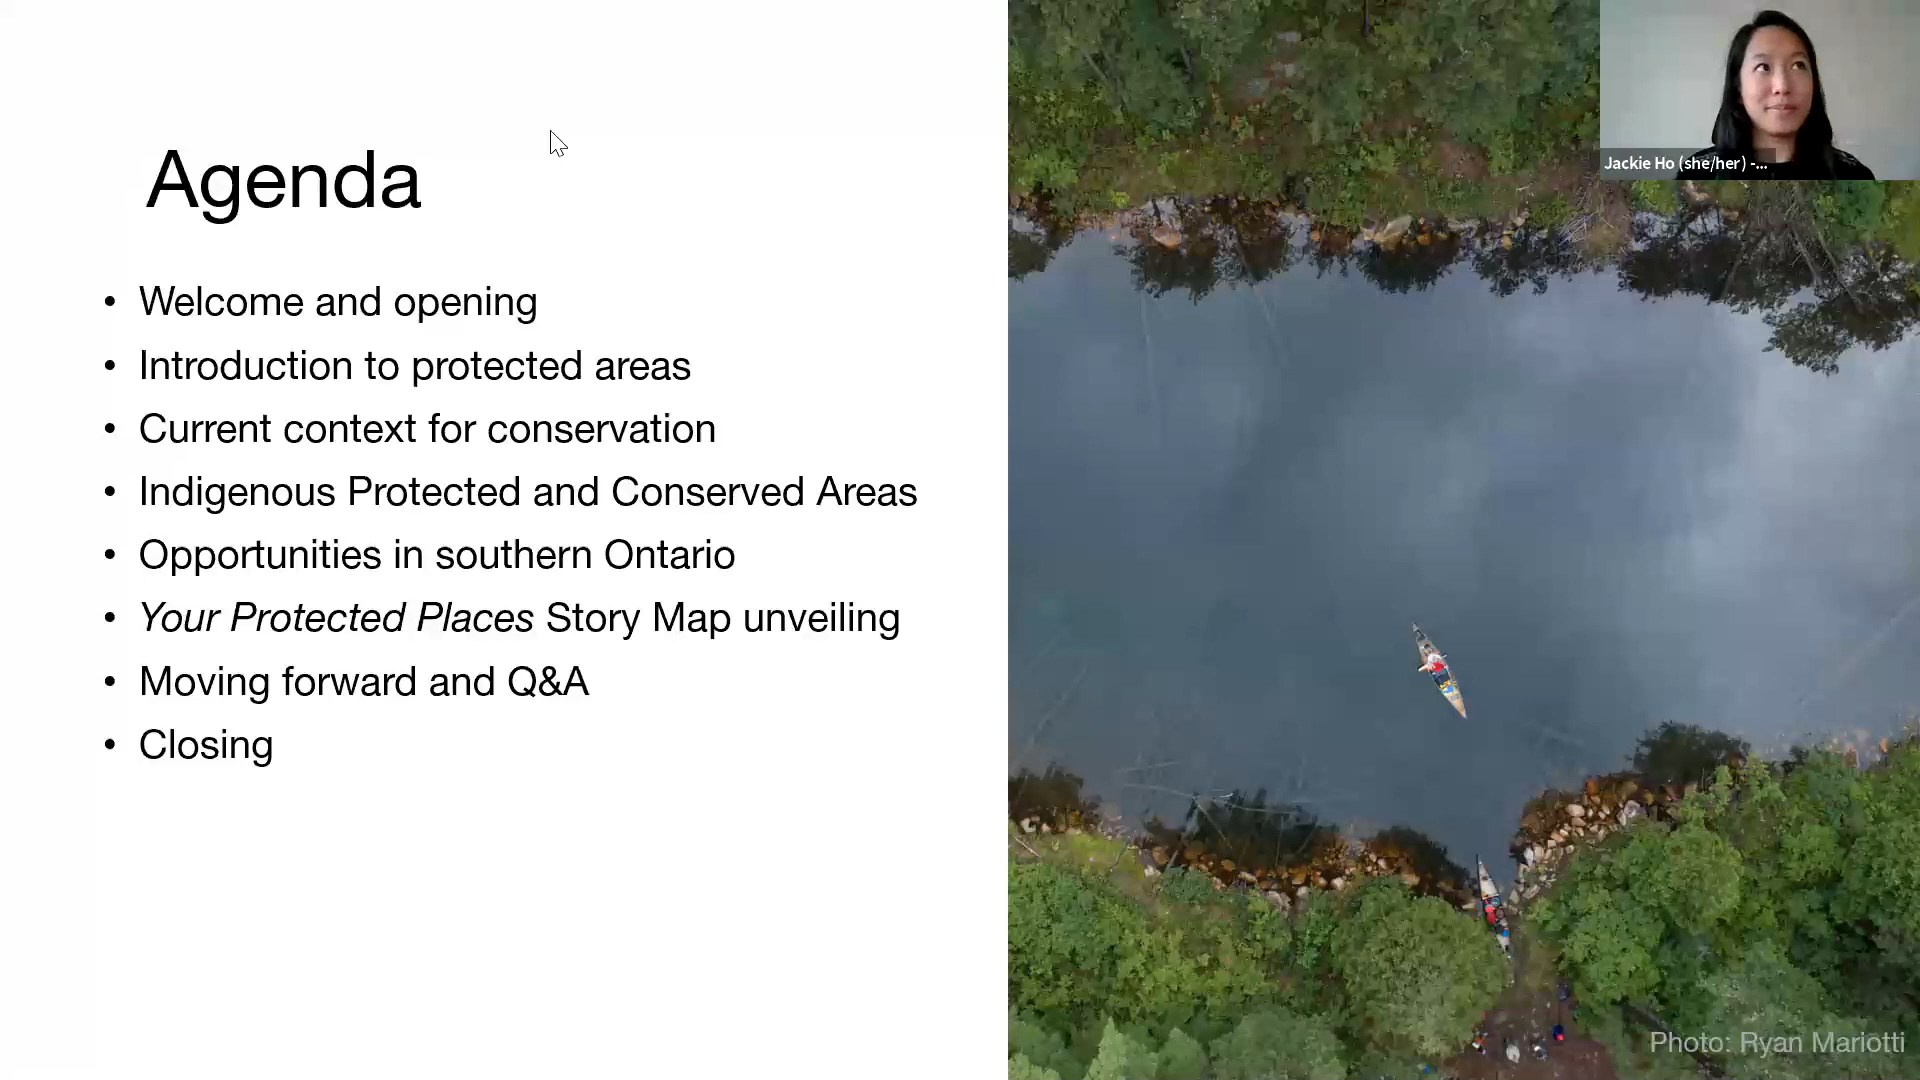 Agenda
• Welcome and opening
• Introduction to protected areas
• Current context for conservation
• Indigenous Protected and Conserved Areas
• Opportunities in southern Ontario
• Your Protected Places Story Map unveiling
• Moving forward and Q&A
• Closing
Jackie Ho (she/her) -...
Photo: Ryan Mariotti